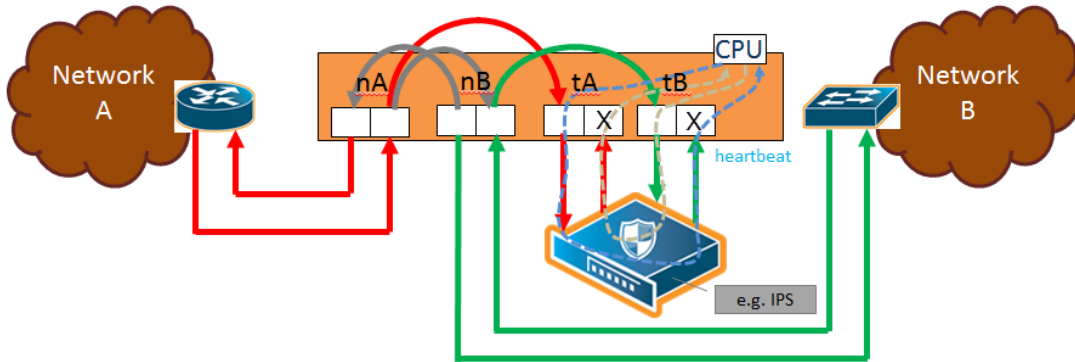 Network
A
nA
nB
tA
tB
CPU
X
X
heartbeat
e.g. IPS
Network
B